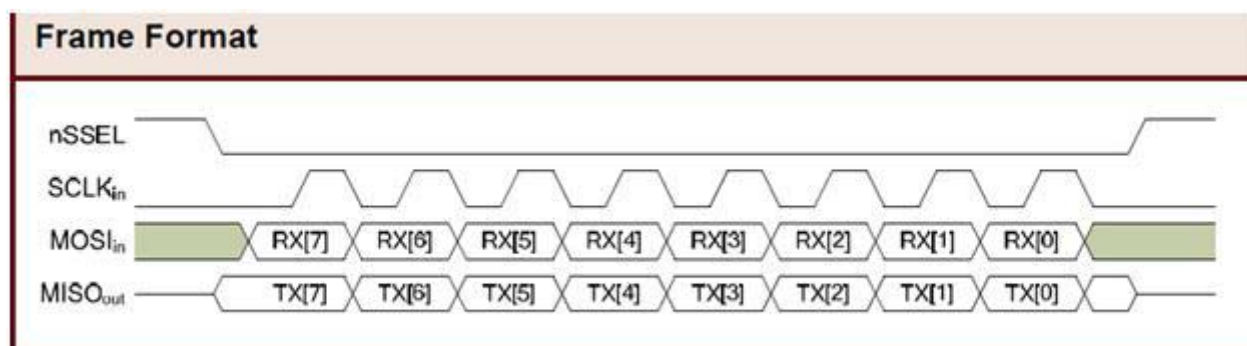 Frame Format
nSSEL
SCLKin
MOSIin RX[7] RX[6] RX[5] RX[4] RX[3] RX[2] RX[1] RX[0]
MISOout TX[7] TX[6] TX[5] TX[4] TX[3] TX[2] TX[1] TX[0]